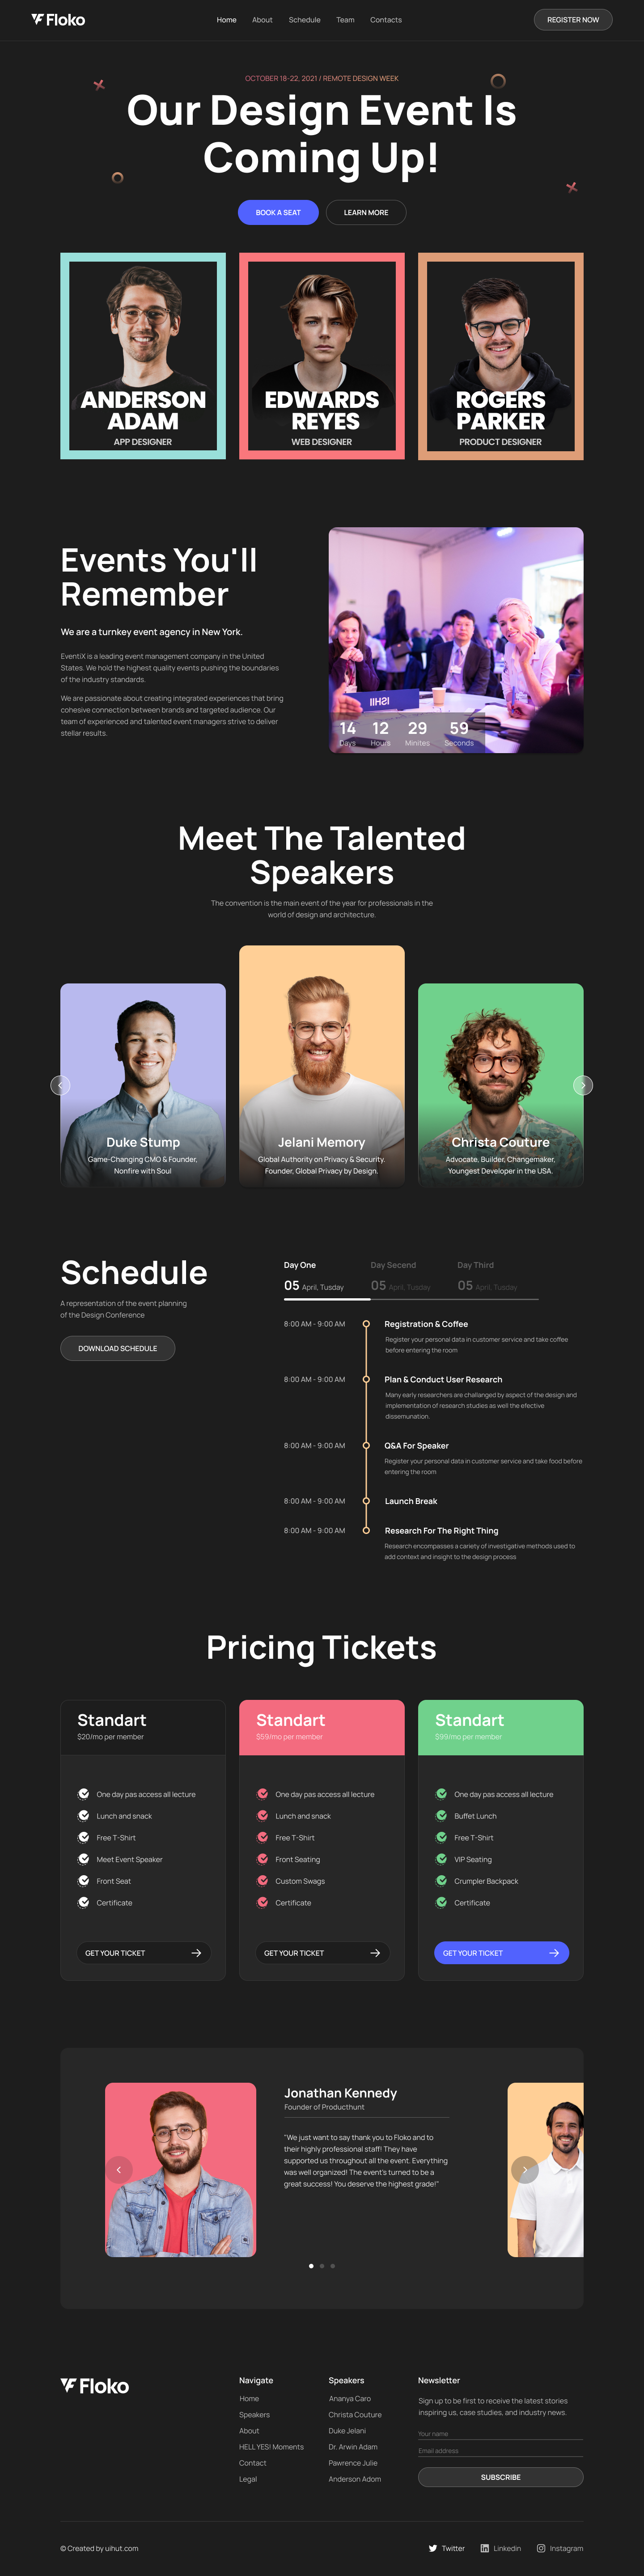 Floko
Home About Schedule Team Contacts
REGISTER NOW
OCTOBER 18-22, 2021 / REMOTE DESIGN WEEK
Our Design Event Is
Coming Up!
BOOK A SEAT
LEARN MORE
ANDERSON
ADAM
APP DESIGNER
EDWARDS
REYES
WEB DESIGNER
ROGERS
PARKER
PRODUCT DESIGNER
Events You'll
Remember
We are a turnkey event agency in New York.
EventiX is a leading event management company in the United
States. We hold the highest quality events pushing the boundaries
of the industry standards.
We are passionate about creating integrated experiences that bring
cohesive connection between brands and targeted audience. Our
team of experienced and talented event managers strive to deliver
stellar results.
14 12 29 59
Days Hours Minites Seconds
Meet The Talented
Speakers
The convention is the main event of the year for professionals in the
world of design and architecture.
Duke Stump
Game-Changing CMO & Founder,
Nonfire with Soul
Jelani Memory
Global Authority on Privacy & Security.
Founder, Global Privacy by Design.
Christa Couture
Advocate, Builder, Changemaker,
Youngest Developer in the USA.
Schedule
A representation of the event planning
of the Design Conference
DOWNLOAD SCHEDULE
Day One
05 April, Tusday
Day Secend
05 April, Tusday
Day Third
05 April, Tusday
8:00 AM - 9:00 AM
Registration & Coffee
Register your personal data in customer service and take coffee
before entering the room
8:00 AM - 9:00 AM
Plan & Conduct User Research
Many early researchers are challanged by aspect of the design and
implementation of research studies as well the efective
dissemunation.
8:00 AM - 9:00 AM
Q&A For Speaker
Register your personal data in customer service and take food before
entering the room
8:00 AM - 9:00 AM
Launch Break
8:00 AM - 9:00 AM
Research For The Right Thing
Research encompasses a cariety of investigative methods used to
add context and insight to the design process
Pricing Tickets
Standart
$20/mo per member
One day pas access all lecture
Lunch and snack
Free T-Shirt
Meet Event Speaker
Front Seat
Certificate
GET YOUR TICKET
Standart
$59/mo per member
One day pas access all lecture
Lunch and snack
Free T-Shirt
Front Seating
Custom Swags
Certificate
GET YOUR TICKET
Standart
$99/mo per member
One day pas access all lecture
Buffet Lunch
Free T-Shirt
VIP Seating
Crumpler Backpack
Certificate
GET YOUR TICKET
Jonathan Kennedy
Founder of Producthunt
"We just want to say thank you to Floko and to
their highly professional staff! They have
supported us throughout all the event. Everything
was well organized! The event's turned to be a
great success! You deserve the highest grade!"
Floko
Navigate
Home
Speakers
About
HELL YES! Moments
Contact
Legal
Speakers
Ananya Caro
Christa Couture
Duke Jelani
Dr. Arwin Adam
Pawrence Julie
Anderson Adom
Newsletter
Sign up to be first to receive the latest stories
inspiring us, case studies, and industry news.
Your name
Email address
SUBSCRIBE
© Created by uihut.com
Twitter
Linkedin
Instagram